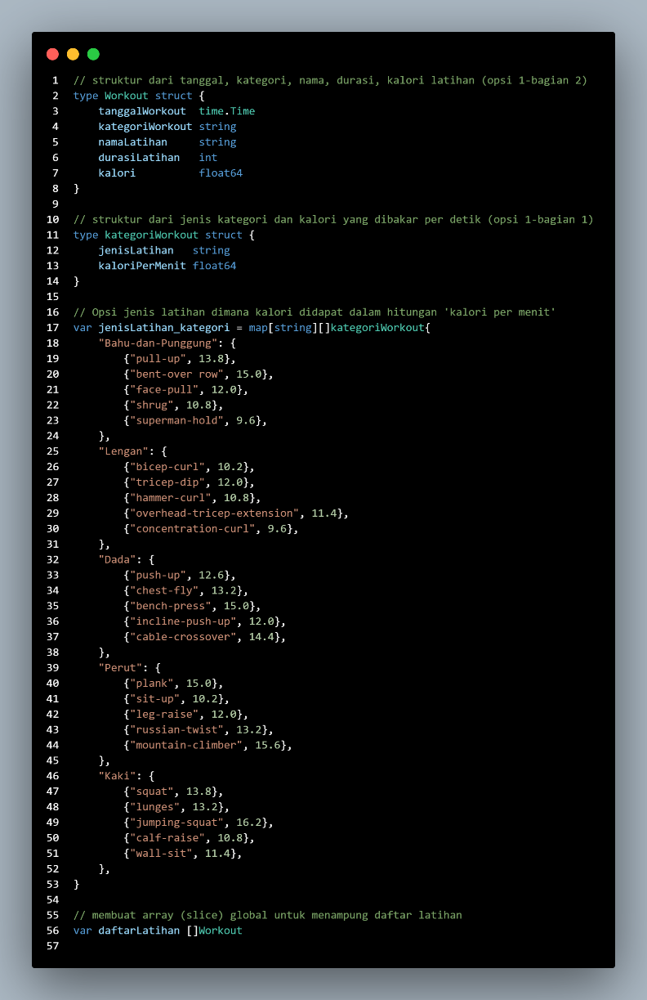 1 // struktur dari tanggal, kategori, nama, durasi, kalori latihan (opsi 1-bagian 2)
2 type Workout struct {
3     tanggalWorkout  time.Time
4     kategoriWorkout string
5     namaLatihan     string
6     durasiLatihan   int
7     kalori          float64
8 }
9
10 // struktur dari jenis kategori dan kalori yang dibakar per detik (opsi 1-bagian 1)
11 type kategoriWorkout struct {
12     jenisLatihan   string
13     kaloriPerMenit float64
14 }
15
16 // Opsi jenis latihan dimana kalori didapat dalam hitungan 'kalori per menit'
17 var jenisLatihan_kategori = map[string][]kategoriWorkout{
18     "Bahu-dan-Punggung": {
19         {"pull-up", 13.8},
20         {"bent-over row", 15.0},
21         {"face-pull", 12.0},
22         {"shrug", 10.8},
23         {"superman-hold", 9.6},
24     },
25     "Lengan": {
26         {"bicep-curl", 10.2},
27         {"tricep-dip", 12.0},
28         {"hammer-curl", 10.8},
29         {"overhead-tricep-extension", 11.4},
30         {"concentration-curl", 9.6},
31     },
32     "Dada": {
33         {"push-up", 12.6},
34         {"chest-fly", 13.2},
35         {"bench-press", 15.0},
36         {"incline-push-up", 12.0},
37         {"cable-crossover", 14.4},
38     },
39     "Perut": {
40         {"plank", 15.0},
41         {"sit-up", 10.2},
42         {"leg-raise", 12.0},
43         {"russian-twist", 13.2},
44         {"mountain-climber", 15.6},
45     },
46     "Kaki": {
47         {"squat", 13.8},
48         {"lunges", 13.2},
49         {"jumping-squat", 16.2},
50         {"calf-raise", 10.8},
51         {"wall-sit", 11.4},
52     },
53 }
54
55 // membuat array (slice) global untuk menampung daftar latihan
56 var daftarLatihan []Workout
57